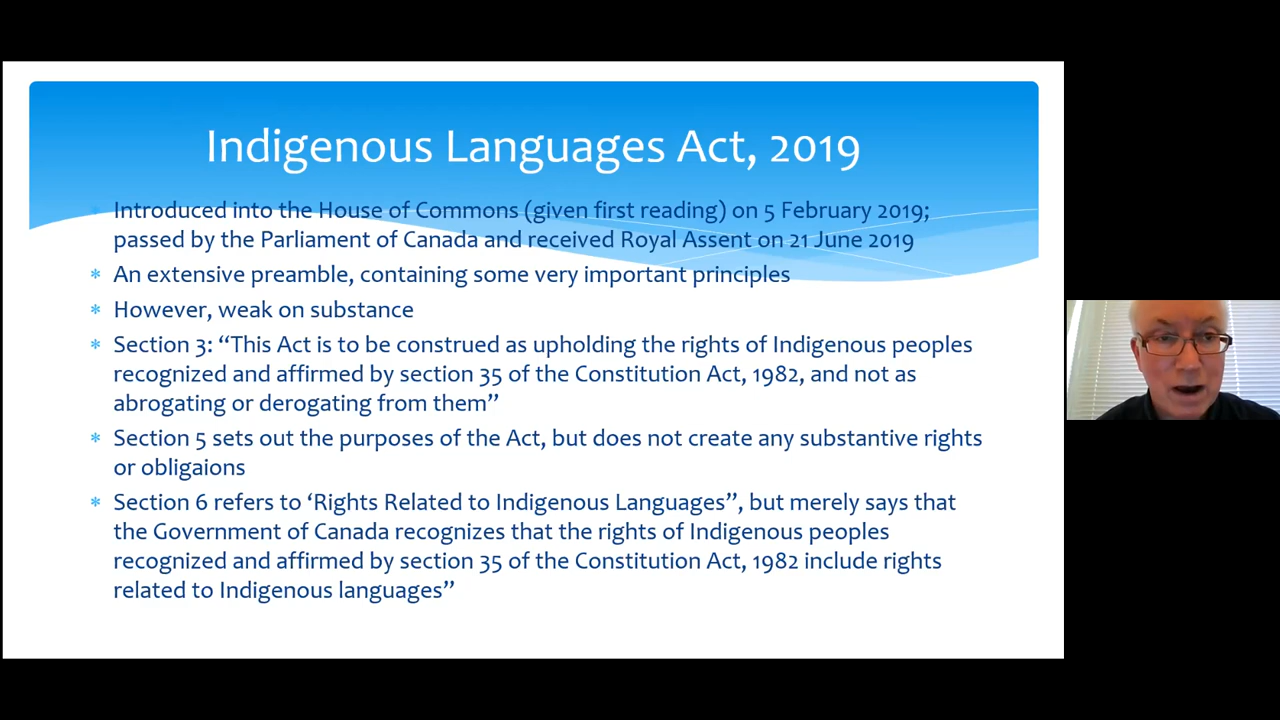 Indigenous Languages Act, 2019
Introduced into the House of Commons (given first reading) on 5 February 2019;
passed by the Parliament of Canada and received Royal Assent on 21 June 2019
* An extensive preamble, containing some very important principles
* However, weak on substance
* Section 3: “This Act is to be construed as upholding the rights of Indigenous peoples
recognized and affirmed by section 35 of the Constitution Act, 1982, and not as
abrogating or derogating from them”
* Section 5 sets out the purposes of the Act, but does not create any substantive rights
or obligaions
* Section 6 refers to ‘Rights Related to Indigenous Languages”, but merely says that
the Government of Canada recognizes that the rights of Indigenous peoples
recognized and affirmed by section 35 of the Constitution Act, 1982 include rights
related to Indigenous languages”